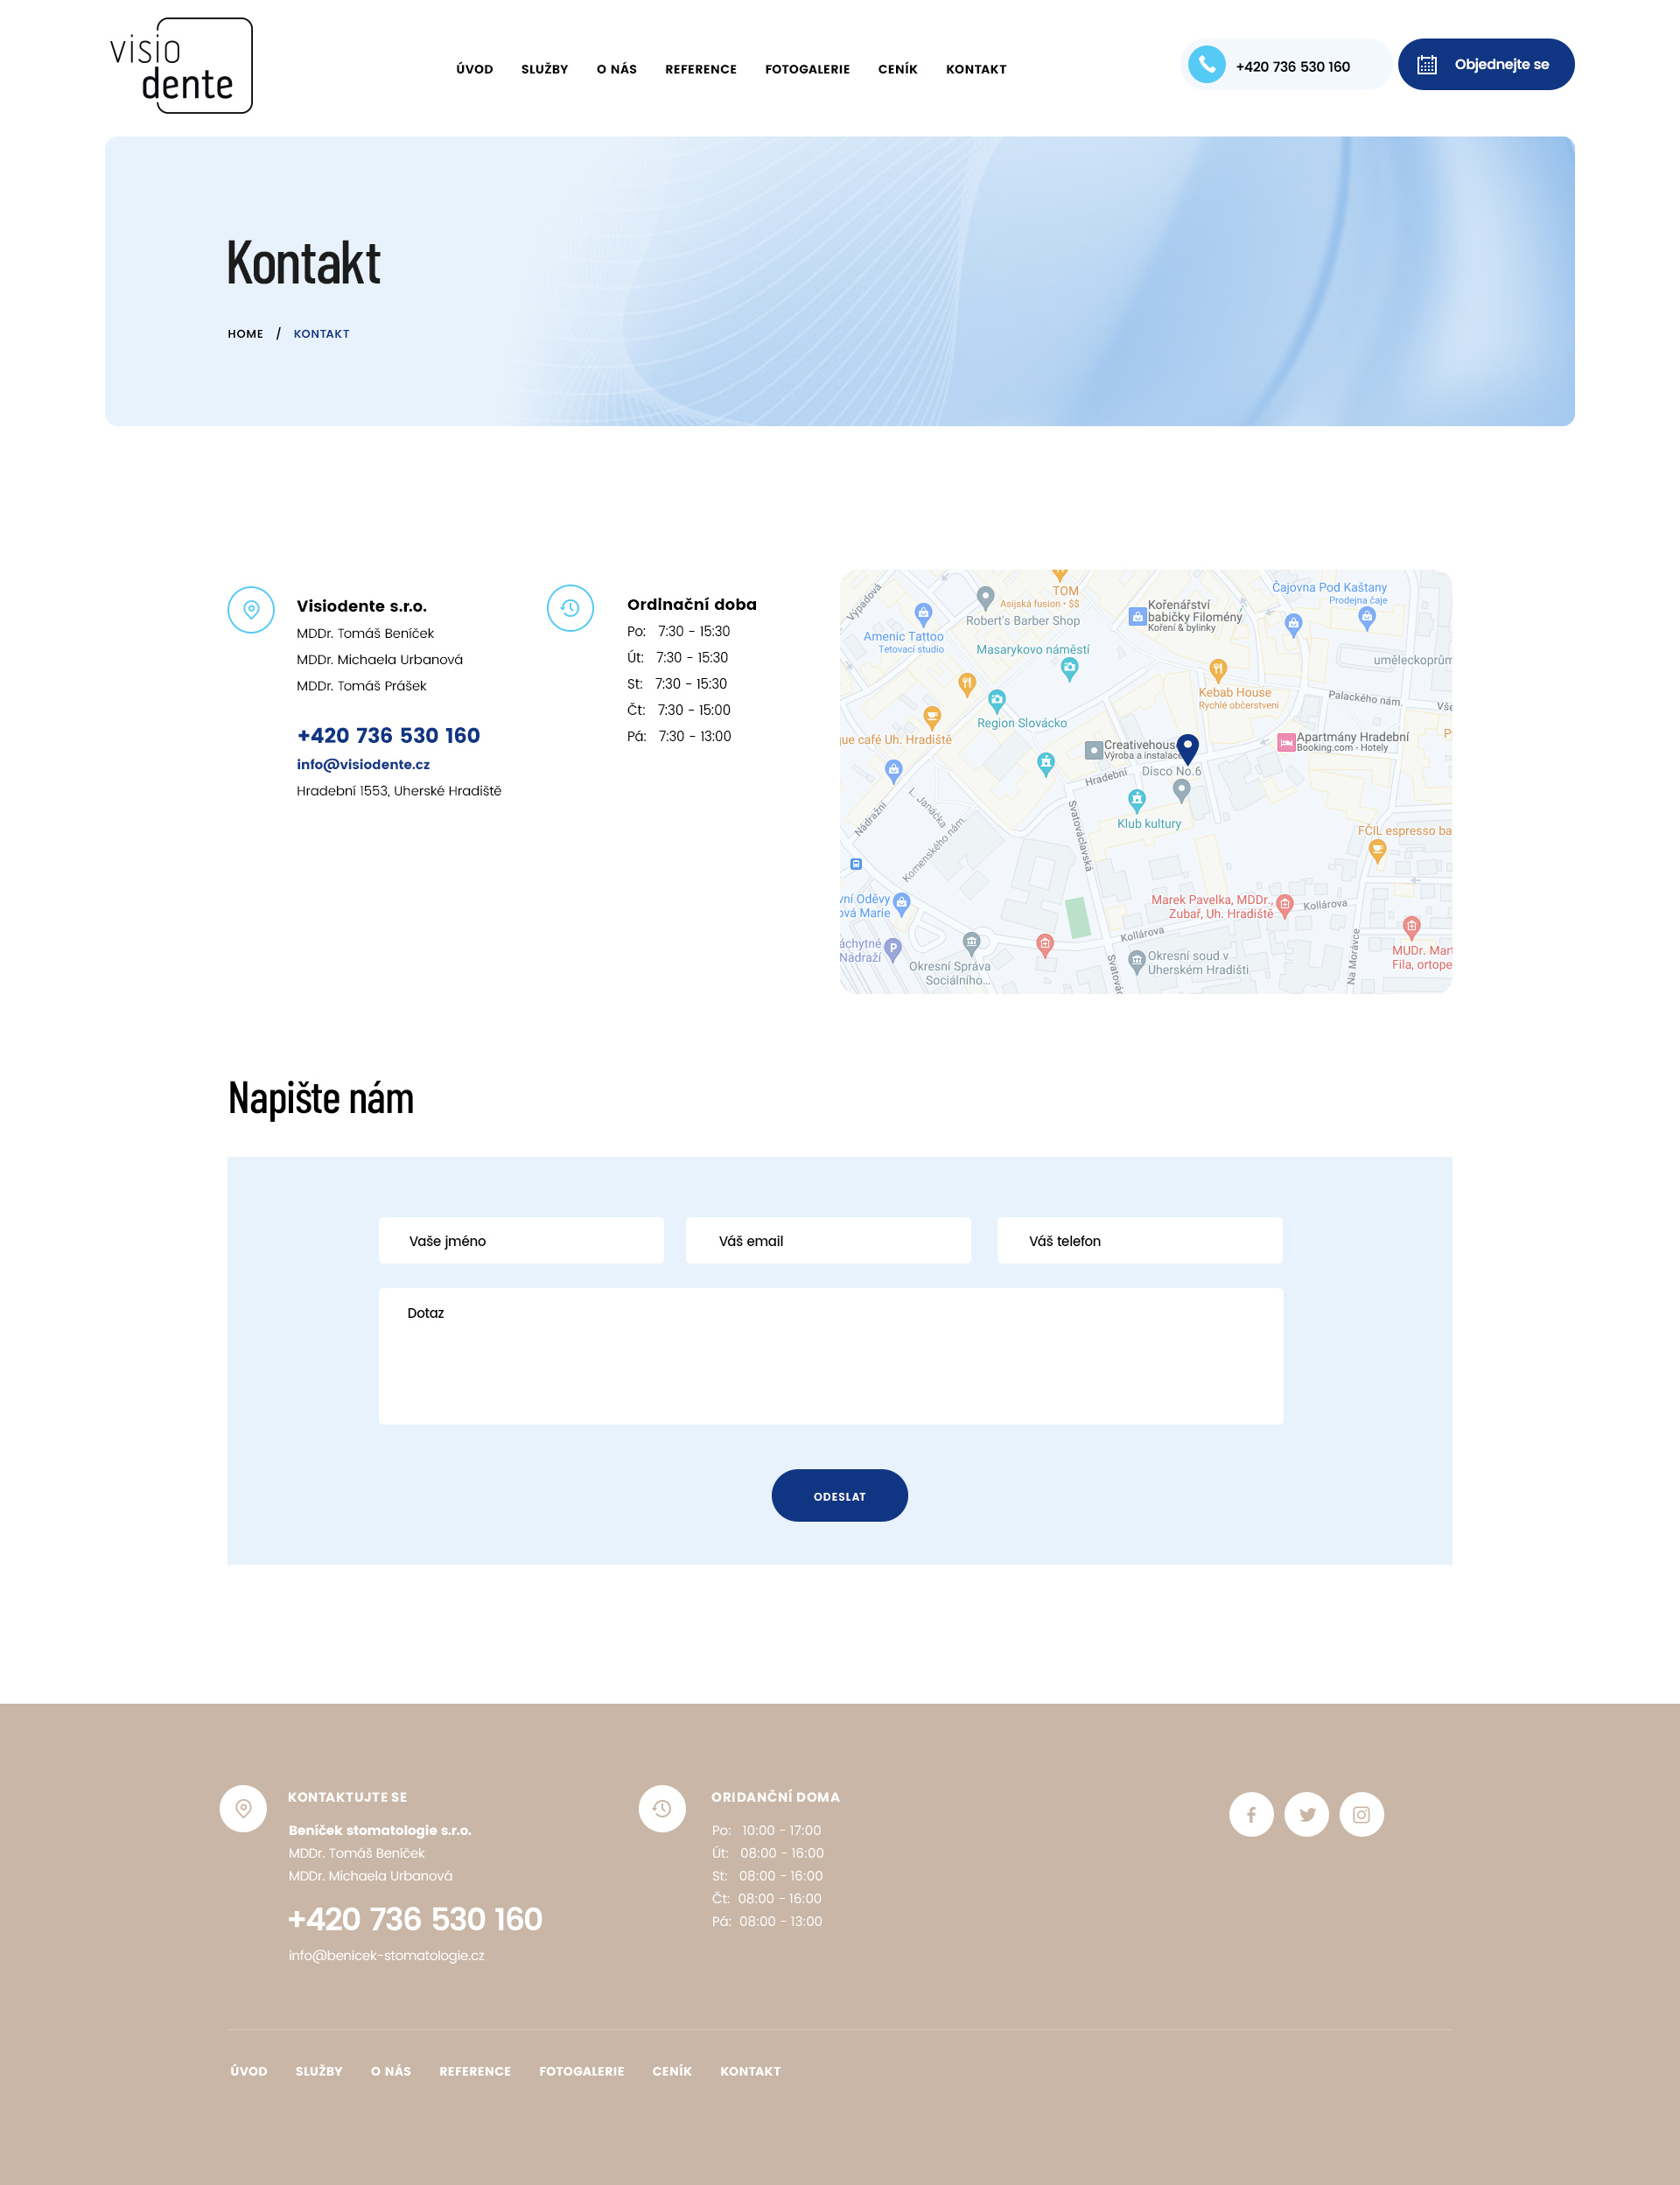 visio
dente
ÚVOD SLUŽBY O NÁS REFERENCE FOTOGALERIE CENÍK KONTAKT
+420 736 530 160
Objednejte se
Kontakt
HOME / KONTAKT
Visiodente s.r.o.
MDDr. Tomáš Beníček
MDDr. Michaela Urbanová
MDDr. Tomáš Prášek
+420 736 530 160
info@visiodente.cz
Hradební 1553, Uherské Hradiště
Ordlnační doba
Po: 7:30 - 15:30
Út: 7:30 - 15:30
St: 7:30 - 15:30
Čt: 7:30 - 15:00
Pá: 7:30 - 13:00
TOM
Asijská fusion • $$
Výpadová
Robert's Barber Shop
Amenic Tattoo
Tetovací studio
Kořenářství
babičky Filomény
Koření & bylinky
Čajovna Pod Kaštany
Prodejna čaje
Masarykovo náměstí
uměleckoprům
Kebab House
Rychlé občerstvení
Palackého nám.
Vše
Region Slovácko
gue café Uh. Hradiště
Creativehous
Výroba a instalace
Apartmány Hradební
Booking.com - Hotely
P
Disco No.6
Hradební
L. Janáčka
Nádražní
Komenského nám.
Svatováclavská
Klub kultury
FČIL espresso ba
vní Oděvy
ová Marie
Marek Pavelka, MDDr.,
Zubař, Uh. Hradiště
Kollárova
Kollárova
áchytné
Nádraží
P
Okresní Správa
Sociálního...
Okresní soud v
Uherském Hradišti
Svatovác
Na Morávce
MUDr. Mart
Fila, ortope
Napište nám
Vaše jméno
Váš email
Váš telefon
Dotaz
ODESLAT
KONTAKTUJTE SE
Beníček stomatologie s.r.o.
MDDr. Tomáš Beníček
MDDr. Michaela Urbanová
+420 736 530 160
info@benicek-stomatologie.cz
ORIDANČNÍ DOMA
Po: 10:00 - 17:00
Út: 08:00 - 16:00
St: 08:00 - 16:00
Čt: 08:00 - 16:00
Pá: 08:00 - 13:00
ÚVOD SLUŽBY O NÁS REFERENCE FOTOGALERIE CENÍK KONTAKT